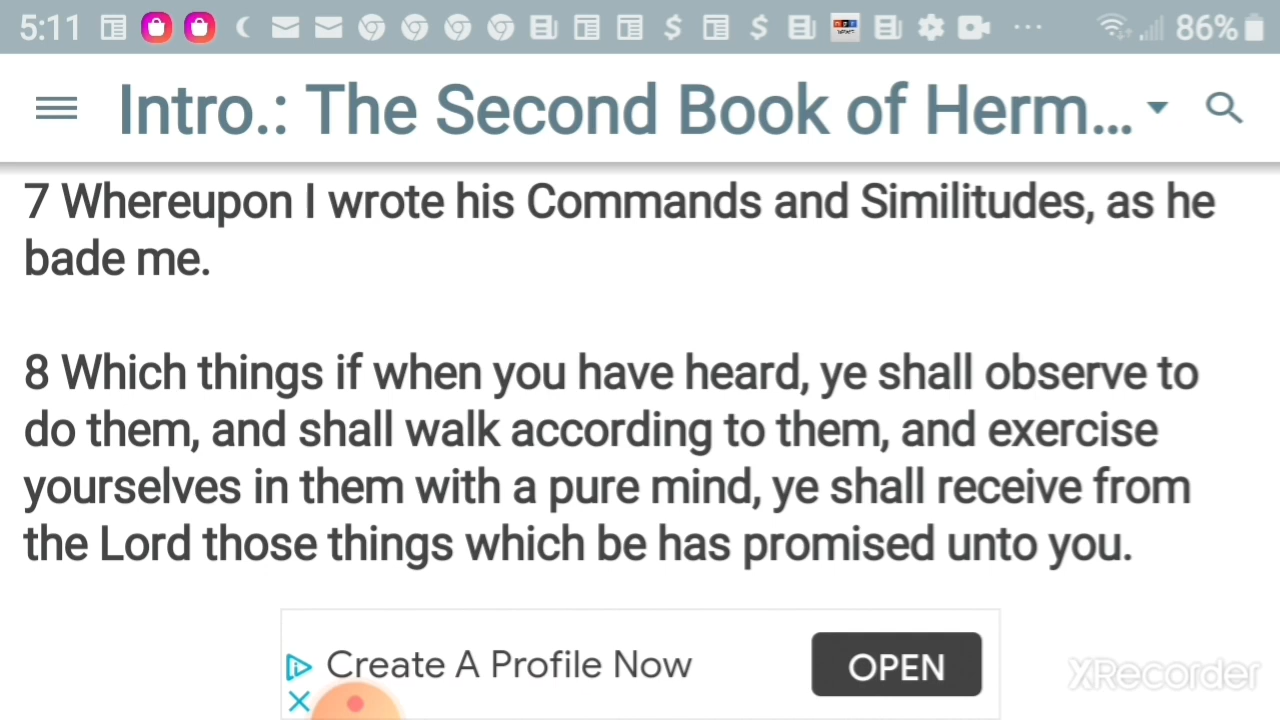 5:11 $ $ ... 86%
Intro.: The Second Book of Herm...
7 Whereupon I wrote his Commands and Similitudes, as he
bade me.
8 Which things if when you have heard, ye shall observe to
do them, and shall walk according to them, and exercise
yourselves in them with a pure mind, ye shall receive from
the Lord those things which be has promised unto you.
Create A Profile Now
OPEN
XRecorder